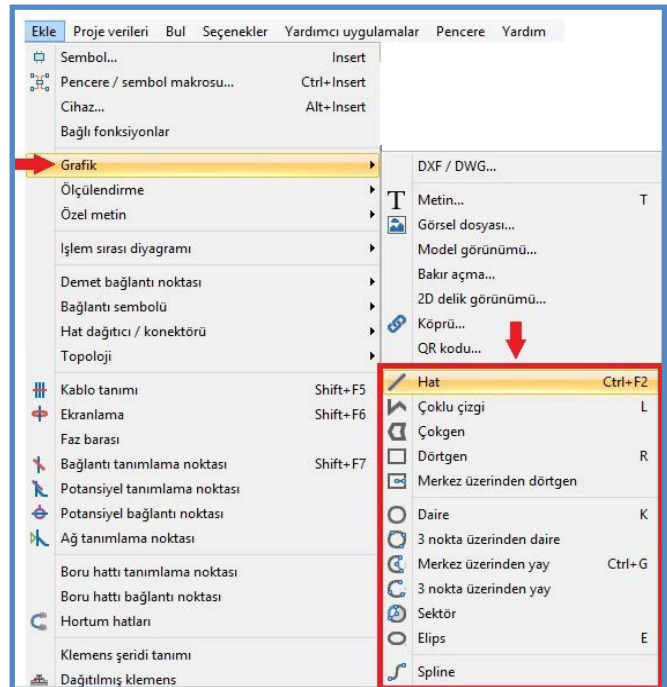 Ekle Proje verileri Bul Seçenekler Yardımcı uygulamalar Pencere Yardım
Sembol... Insert
Pencere / sembol makrosu... Ctrl+Insert
Cihaz... Alt+Insert
Bağlı fonksiyonlar
Grafik
Ölçülendirme
Özel metin
Işlem sırası diyagramı
Demet bağlantı noktası
Bağlantı sembolü
Hat dağıtıcı / konektörü
Topoloji
Kablo tanımı Shift+F5
Ekranlama Shift+F6
Faz barası
Bağlantı tanımlama noktası Shift+F7
Potansiyel tanımlama noktası
Potansiyel bağlantı noktası
Ağ tanımlama noktası
Boru hattı tanımlama noktası
Boru hattı bağlantı noktası
Hortum hatları
Klemens şeridi tanımı
Dağıtılmış klemens
DXF / DWG...
Metin... T
Görsel dosyası...
Model görünümü...
Bakır açma...
2D delik görünümü...
Köprü...
QR kodu...
Hat Ctrl+F2
Çoklu çizgi L
Çokgen
Dörtgen R
Merkez üzerinden dörtgen
Daire K
3 nokta üzerinden daire
Merkez üzerinden yay Ctrl+G
3 nokta üzerinden yay
Sektör
Elips E
Spline